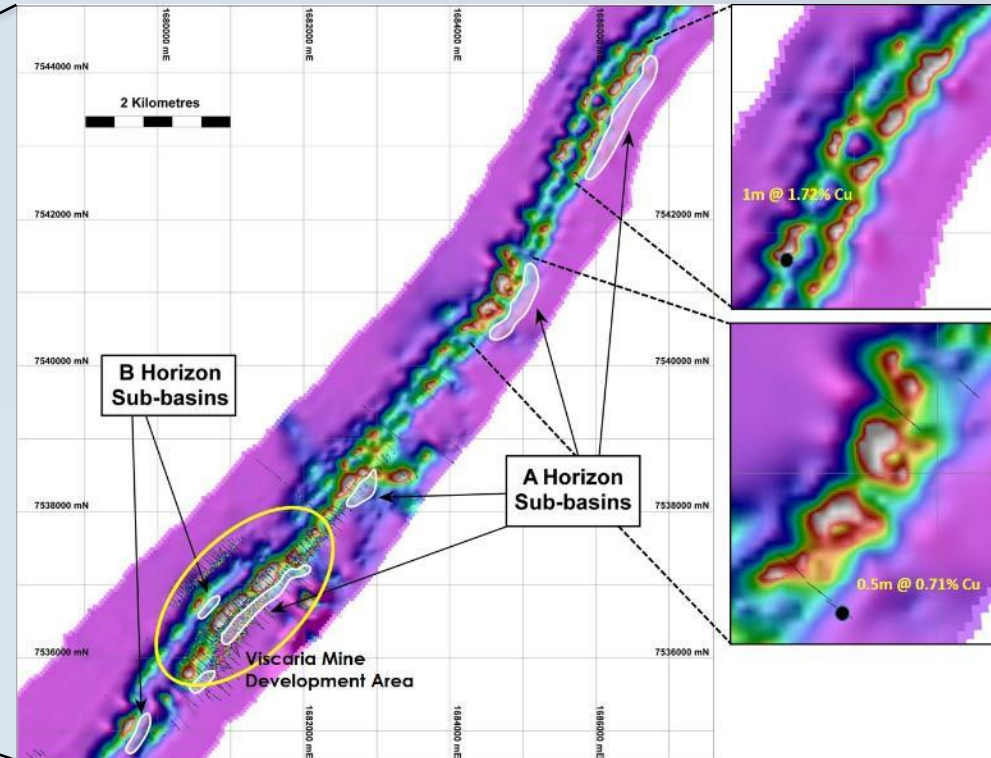 1680000 mE
1682000 mE
1684000 mE
1686000 mE
7544000 mN
2 Kilometres
1m @ 1.72% Cu
7542000 mN
7542000 mN
7540000 mN
7540000 mN
B Horizon
Sub-basins
A Horizon
Sub-basins
7538000 mN
7538000 mN
0.5m @ 0.71% Cu
7536000 mN
7536000 mN
Viscaria Mine
Development Area
1682000 mE
1684000 mE
1686000 mE